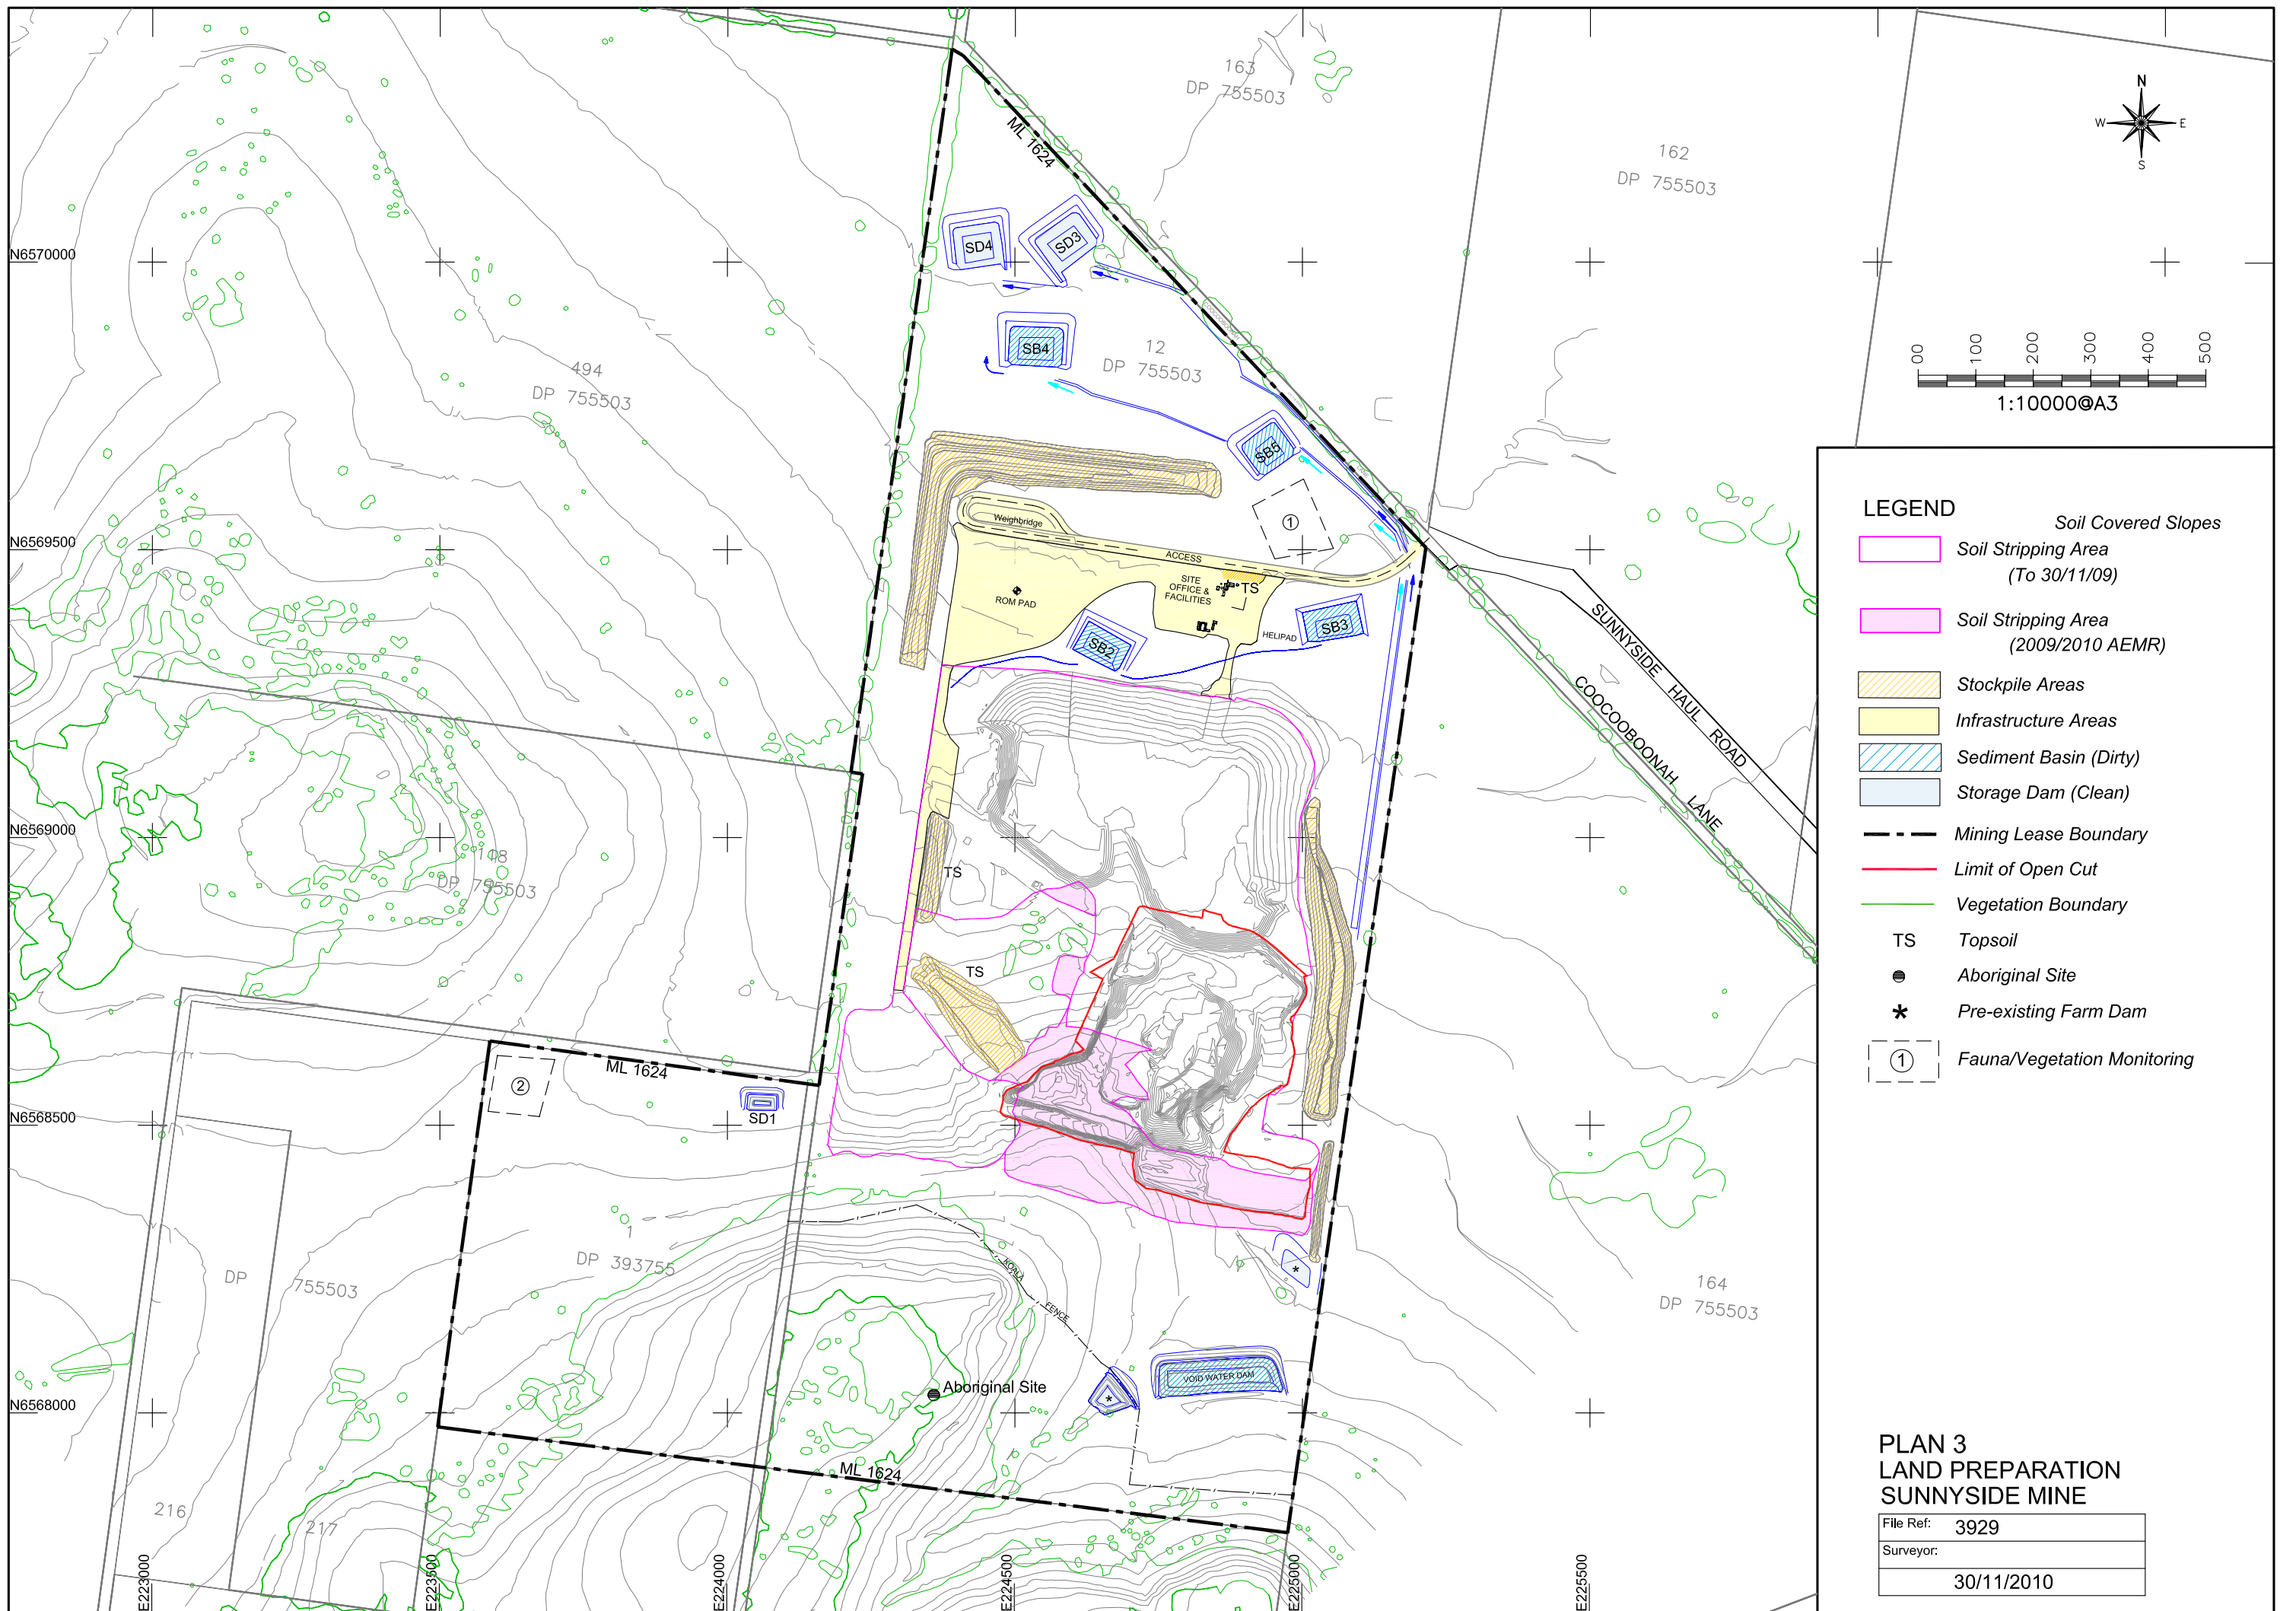 163
DP 755503
N
W
E
S
162
DP 755503
ML 1624
SD4
SD3
N6570000
SB4
12
DP 755503
494
DP 755503
00
100
200
300
400
500
1:10000@A3
SB5
1
Weighbridge
N6569500
ACCESS
SITE
OFFICE &
FACILITIES
TS
ROM PAD
HELIPAD
SB3
SB2
SUNNYSIDE HAUL ROAD
COOCOOBOONAH LANE
N6569000
118
DP 755503
TS
TS
ML 1624
2
SD1
N6568500
1
DP 393755
DP 755503
KOALA
FENCE
164
DP 755503
*
VOID WATER DAM
*
Aboriginal Site
N6568000
ML 1624
216
217
E223000
E223500
E224000
E224500
E225000
E225500
LEGEND
Soil Covered Slopes
Soil Stripping Area
(To 30/11/09)
Soil Stripping Area
(2009/2010 AEMR)
Stockpile Areas
Infrastructure Areas
Sediment Basin (Dirty)
Storage Dam (Clean)
Mining Lease Boundary
Limit of Open Cut
Vegetation Boundary
TS Topsoil
Aboriginal Site
* Pre-existing Farm Dam
1 Fauna/Vegetation Monitoring
PLAN 3
LAND PREPARATION
SUNNYSIDE MINE
File Ref: 3929
Surveyor:
30/11/2010